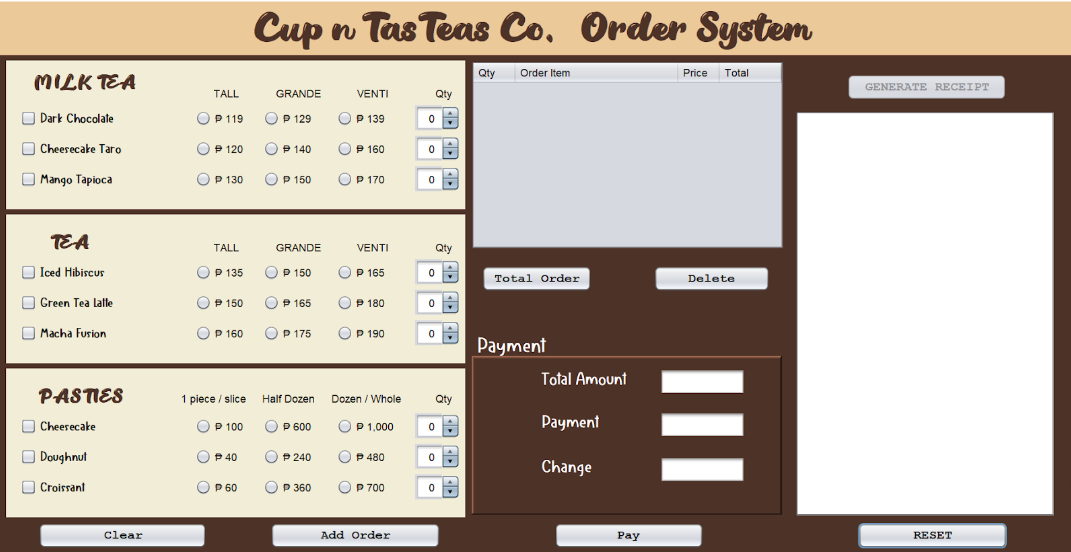 Cup n TasTeas Co. Order System
MILK TEA
TALL GRANDE VENTI Qty
Dark Chocolate ₱ 119 ₱ 129 ₱ 139 0
Cheesecake Taro ₱ 120 ₱ 140 ₱ 160 0
Mango Tapioca ₱ 130 ₱ 150 ₱ 170 0
TEA
TALL GRANDE VENTI Qty
Iced Hibiscus ₱ 135 ₱ 150 ₱ 165 0
Green Tea Latte ₱ 150 ₱ 165 ₱ 180 0
Macha Fusion ₱ 160 ₱ 175 ₱ 190 0
PASTIES
1 piece / slice Half Dozen Dozen / Whole Qty
Cheesecake ₱ 100 ₱ 600 ₱ 1,000 0
Doughnut ₱ 40 ₱ 240 ₱ 480 0
Croissant ₱ 60 ₱ 360 ₱ 700 0
Clear Add Order
Qty Order Item Price Total
Total Order Delete
Payment
Total Amount
Payment
Change
Pay
GENERATE RECEIPT
RESET